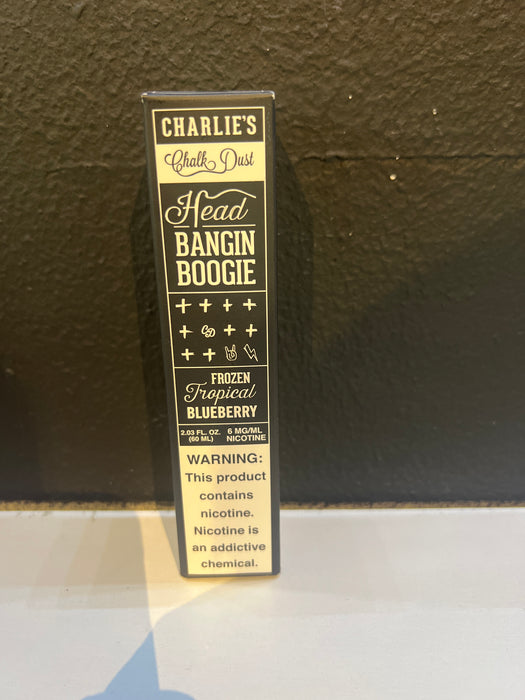 CHARLIE'S
Chalk Dust
Head
BANGIN
BOOGIE
CD
FROZEN
Tropical
BLUEBERRY
2.03 FL. OZ. 6 MG/ML
(60 ML) NICOTINE
WARNING:
This product
contains
nicotine.
Nicotine is
an addictive
chemical.